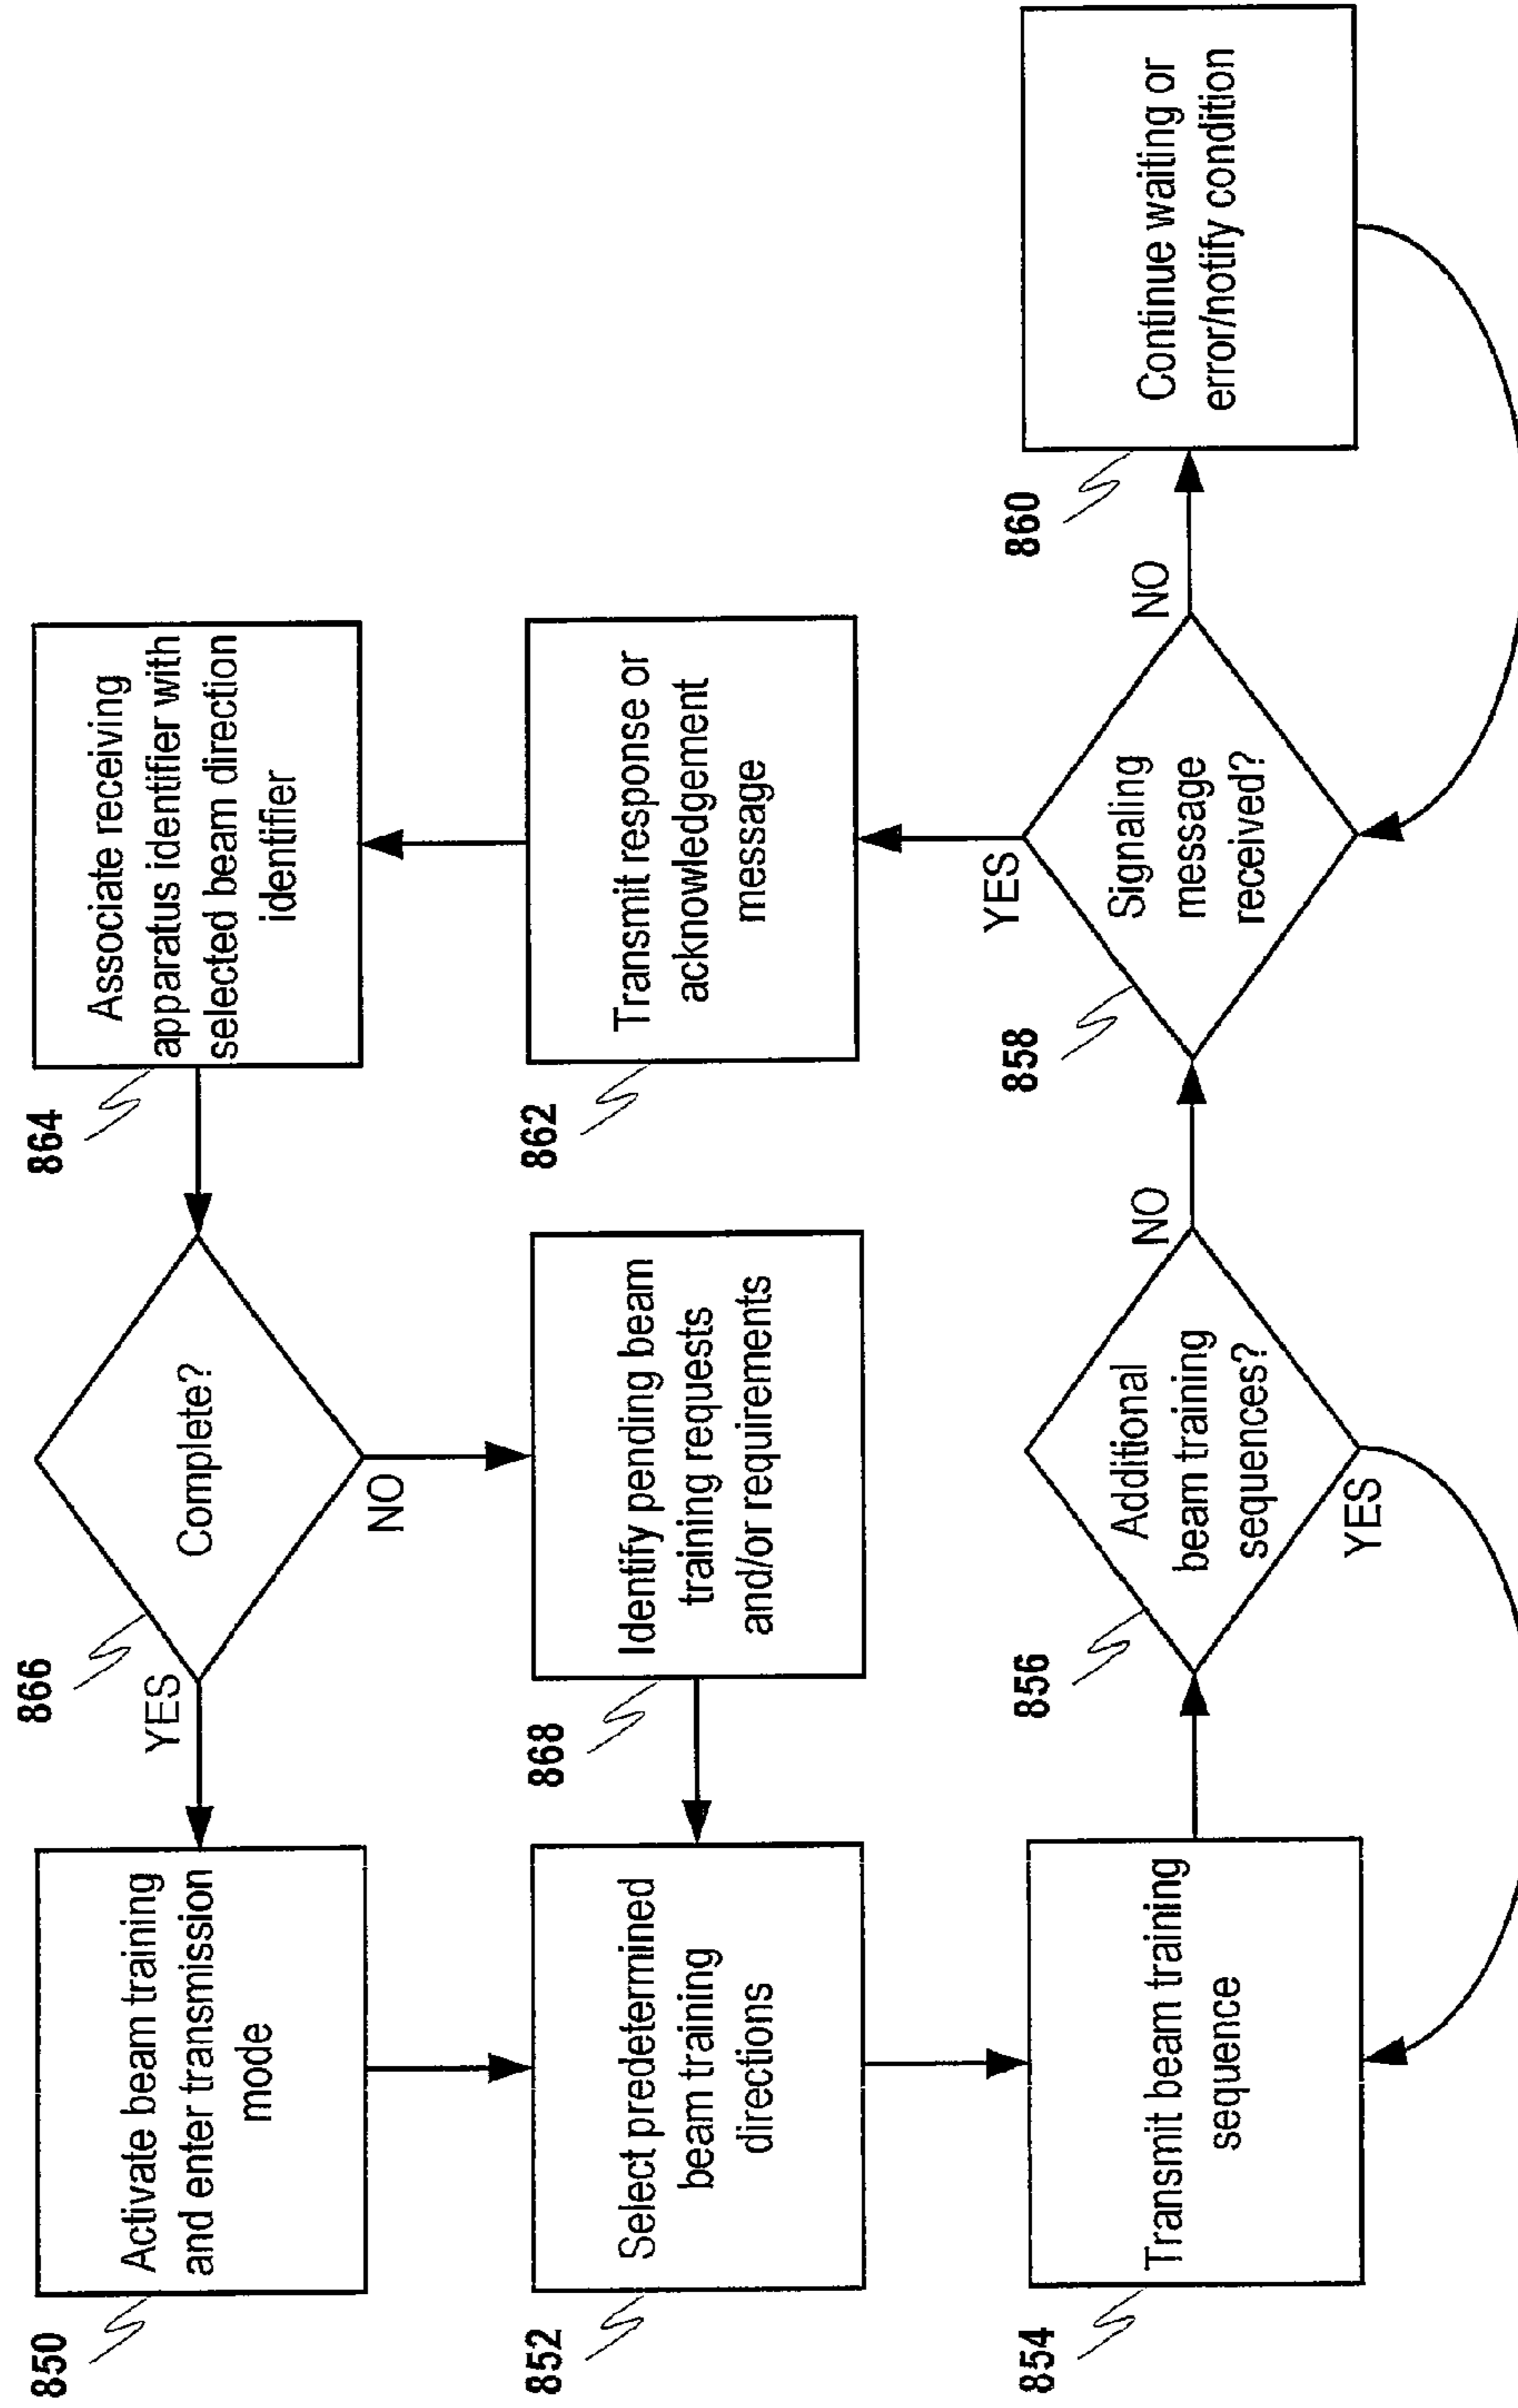 850
Activate beam training
and enter transmission
mode
866
YES
Complete?
NO
864
Associate receiving
apparatus identifier with
selected beam direction
identifier
852
Select predetermined
beam training
directions
868
Identify pending beam
training requests
and/or requirements
862
Transmit response or
acknowledgement
message
854
Transmit beam training
sequence
856
Additional
beam training
sequences?
YES
NO
858
YES
Signaling
message
received?
NO
860
Continue waiting or
error/notify condition